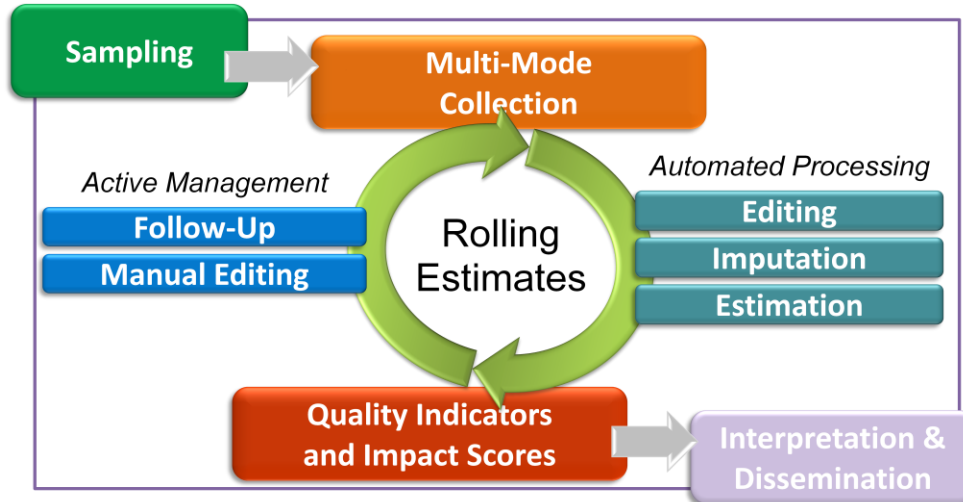 Sampling
Multi-Mode
Collection
Active Management
Follow-Up
Manual Editing
Rolling
Estimates
Automated Processing
Editing
Imputation
Estimation
Quality Indicators
and Impact Scores
Interpretation &
Dissemination